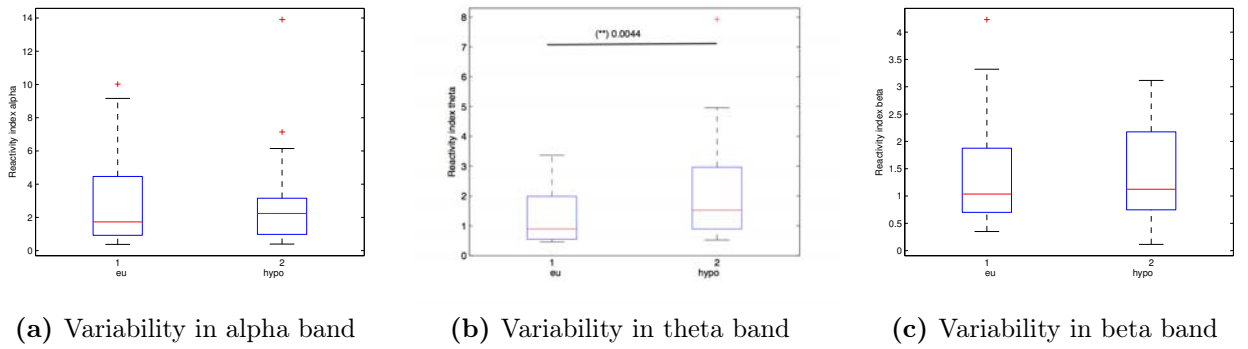 14
12
10
8
6
4
2
0
Reactivity index alpha
1
2
eu
hypo
(a) Variability in alpha band
8
7
6
5
4
3
2
1
0
Reactivity index theta
(**) 0.0044
1
2
eu
hypo
(b) Variability in theta band
4
3.5
3
2.5
2
1.5
1
0.5
0
Reactivity index beta
1
2
eu
hypo
(c) Variability in beta band